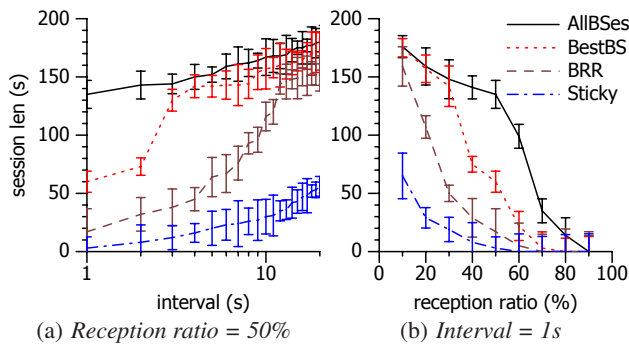 200
150
100
50
0
session len (s)
1
10
interval (s)
(a) Reception ratio = 50%
200
150
100
50
0
0
20
40
60
80
100
reception ratio (%)
(b) Interval = 1s
AllBSes
BestBS
BRR
Sticky